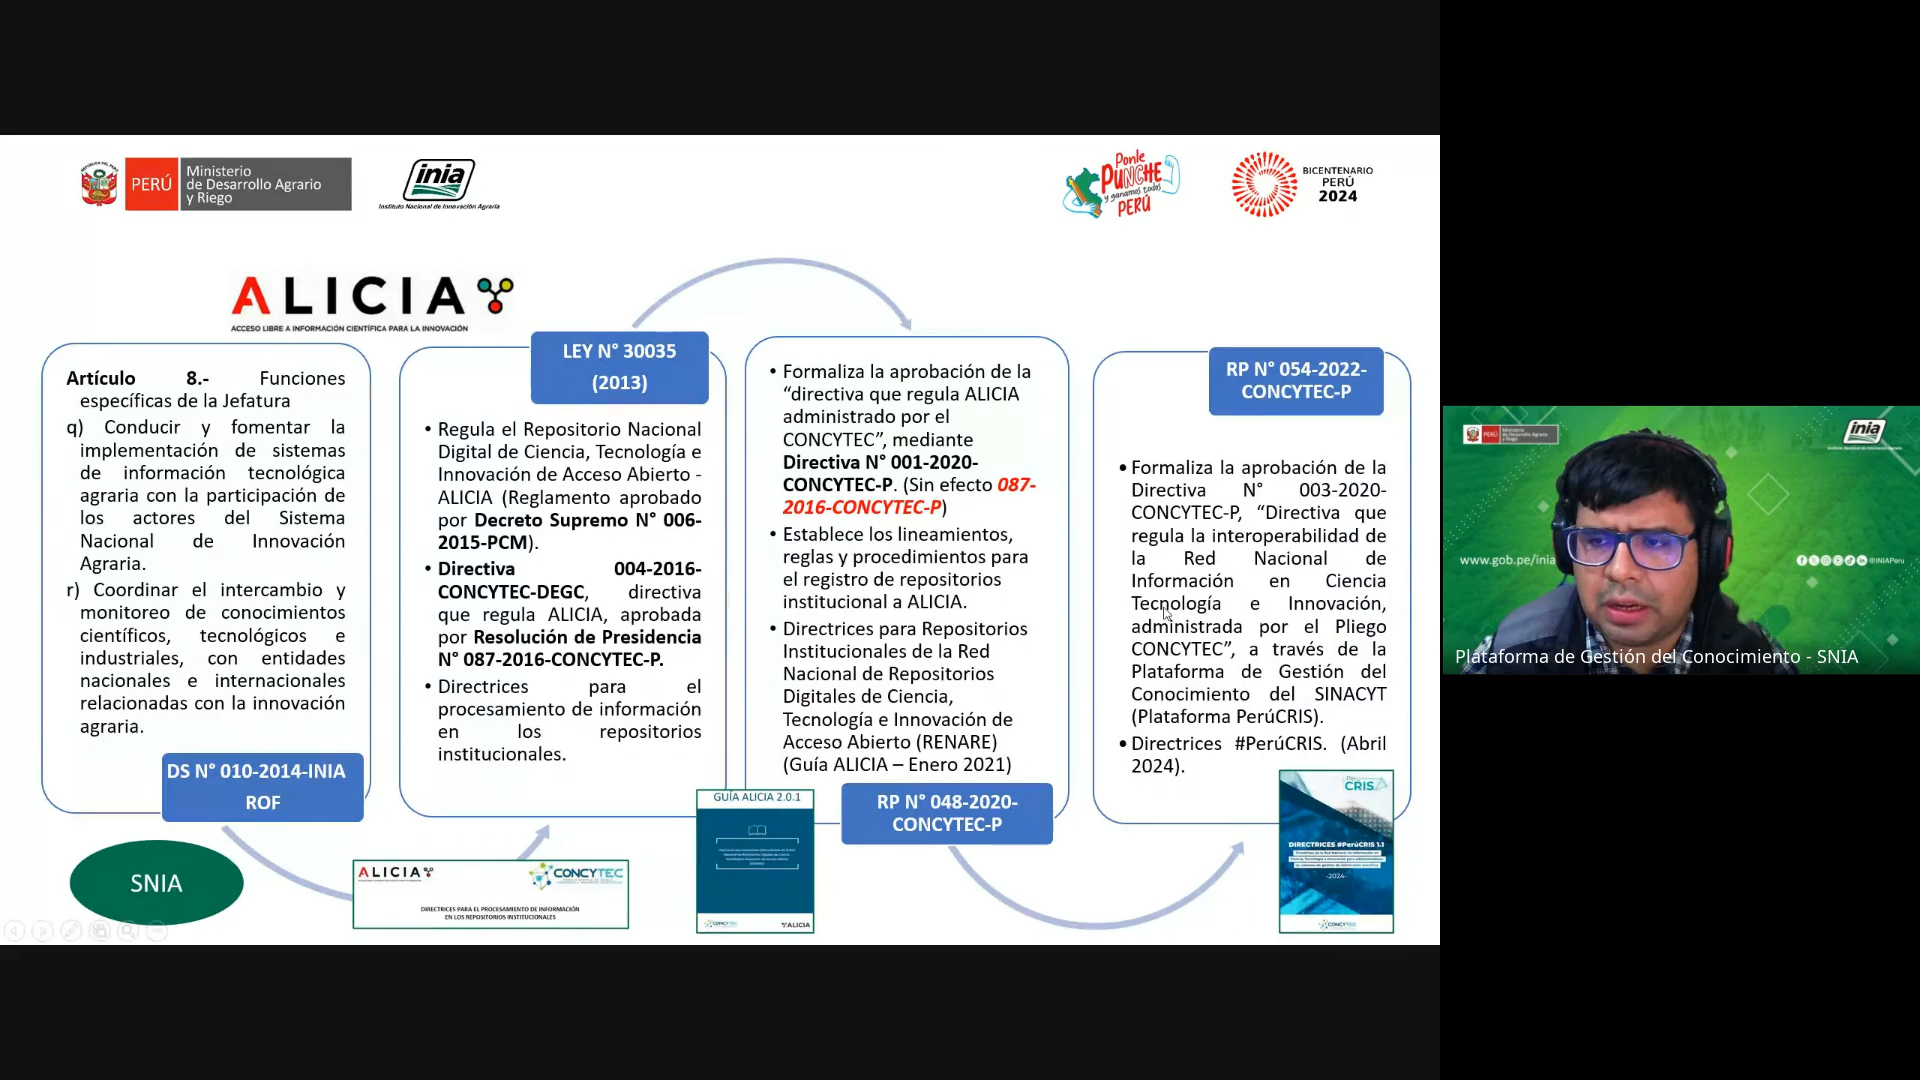 PERÚ
Ministerio
de Desarrollo Agrario
y Riego
inia
Instituto Nacional de Innovación Agraria
Ponle
PUNCHE
y ganamos todos
PERÚ
BICENTENARIO
PERÚ
2024
ALICIA
ACCESO LIBRE A INFORMACIÓN CIENTÍFICA PARA LA INNOVACIÓN
Artículo 8.- Funciones
específicas de la Jefatura
q) Conducir y fomentar la
implementación de sistemas
de información tecnológica
agraria con la participación de
los actores del Sistema
Nacional de Innovación
Agraria.
r) Coordinar el intercambio y
monitoreo de conocimientos
científicos, tecnológicos e
industriales, con entidades
nacionales e internacionales
relacionadas con la innovación
agraria.
DS N° 010-2014-INIA
ROF
SNIA
LEY N° 30035
(2013)
• Regula el Repositorio Nacional
Digital de Ciencia, Tecnología e
Innovación de Acceso Abierto -
ALICIA (Reglamento aprobado
por Decreto Supremo N° 006-
2015-PCM).
• Directiva 004-2016-
CONCYTEC-DEGC, directiva
que regula ALICIA, aprobada
por Resolución de Presidencia
N° 087-2016-CONCYTEC-P.
• Directrices para el
procesamiento de información
en los repositorios
institucionales.
ALICIA
CONCYTEC
DIRECTRICES PARA EL PROCESAMIENTO DE INFORMACIÓN
EN LOS REPOSITORIOS INSTITUCIONALES
• Formaliza la aprobación de la
“directiva que regula ALICIA
administrado por el
CONCYTEC”, mediante
Directiva N° 001-2020-
CONCYTEC-P. (Sin efecto 087-
2016-CONCYTEC-P)
• Establece los lineamientos,
reglas y procedimientos para
el registro de repositorios
institucional a ALICIA.
• Directrices para Repositorios
Institucionales de la Red
Nacional de Repositorios
Digitales de Ciencia,
Tecnología e Innovación de
Acceso Abierto (RENARE)
(Guía ALICIA – Enero 2021)
GUÍA ALICIA 2.0.1
CONCYTEC
ALICIA
RP N° 048-2020-
CONCYTEC-P
RP N° 054-2022-
CONCYTEC-P
• Formaliza la aprobación de la
Directiva N° 003-2020-
CONCYTEC-P, “Directiva que
regula la interoperabilidad de
la Red Nacional de
Información en Ciencia
Tecnología e Innovación,
administrada por el Pliego
CONCYTEC”, a través de la
Plataforma de Gestión del
Conocimiento del SINACYT
(Plataforma PerúCRIS).
• Directrices #PerúCRIS. (Abril
2024).
CRIS
DIRECTRICES #PerúCRIS 1.1
-2024-
CONCYTEC
PERÚ
inia
www.gob.pe/inia
@INIAPeru
Plataforma de Gestión del Conocimiento - SNIA